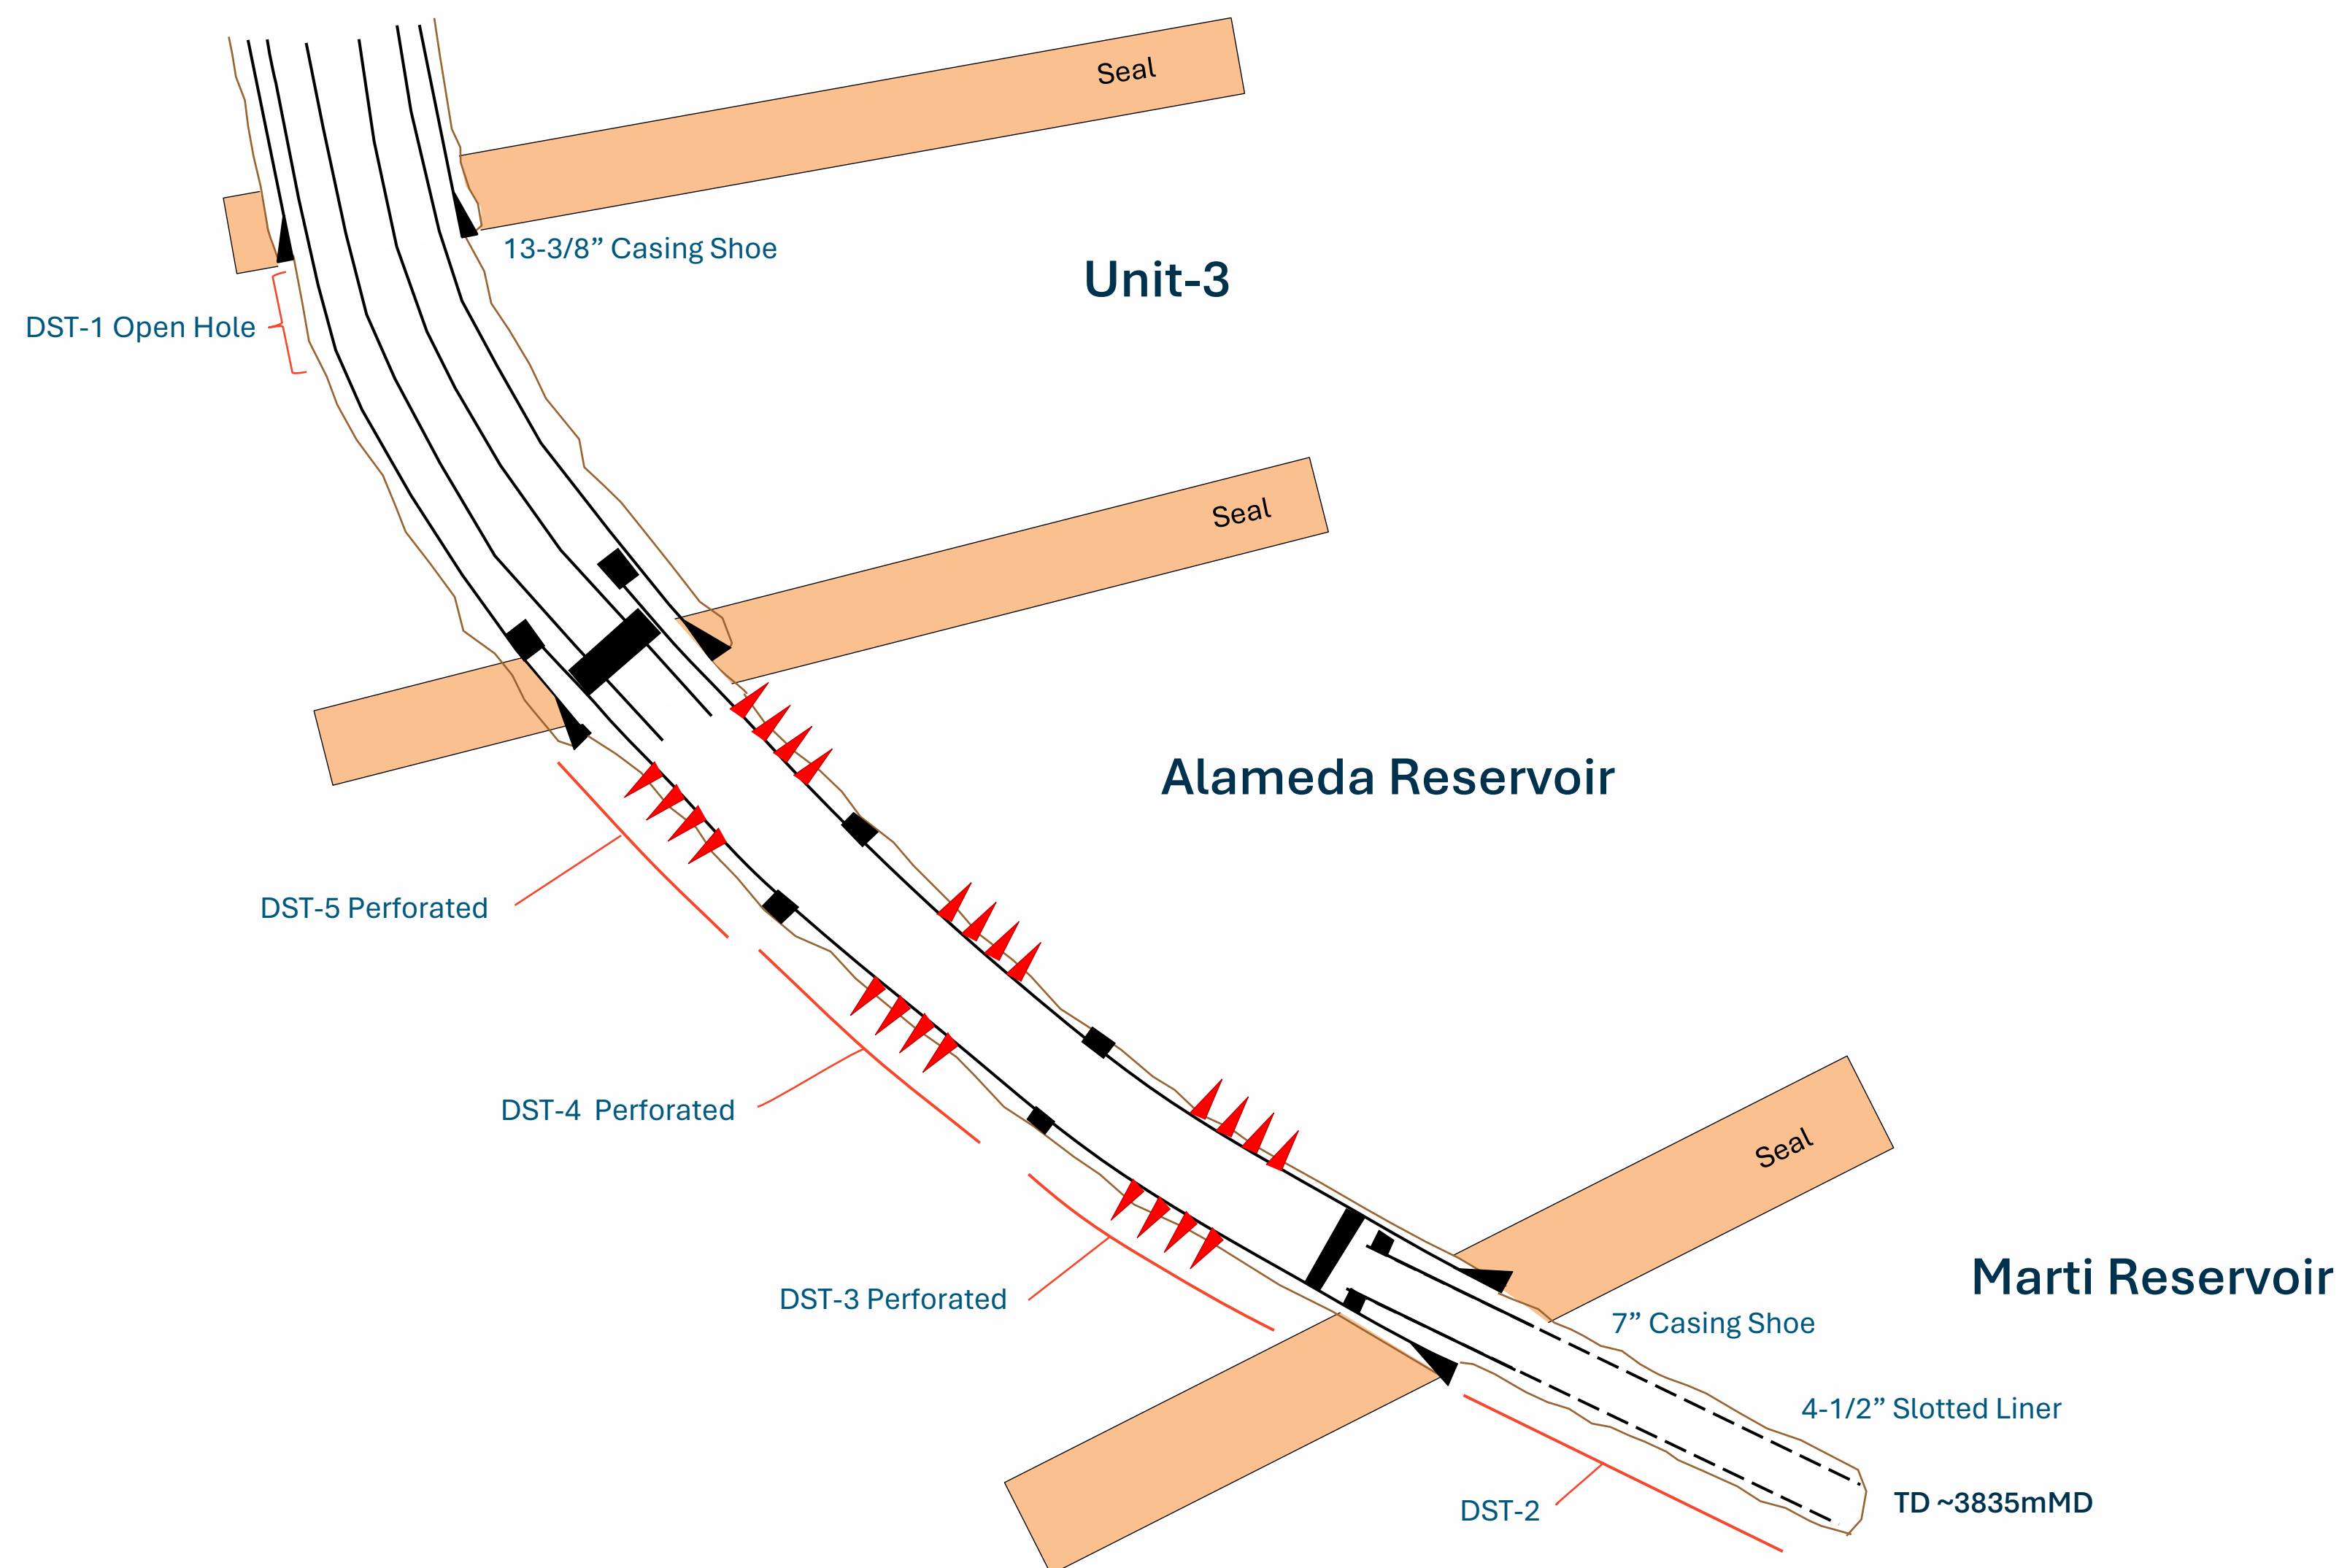 Seal
13-3/8” Casing Shoe
Unit-3
DST-1 Open Hole
Seal
Alameda Reservoir
DST-5 Perforated
DST-4  Perforated
Seal
Marti Reservoir
DST-3 Perforated
7” Casing Shoe
4-1/2” Slotted Liner
TD ~3835mMD
DST-2